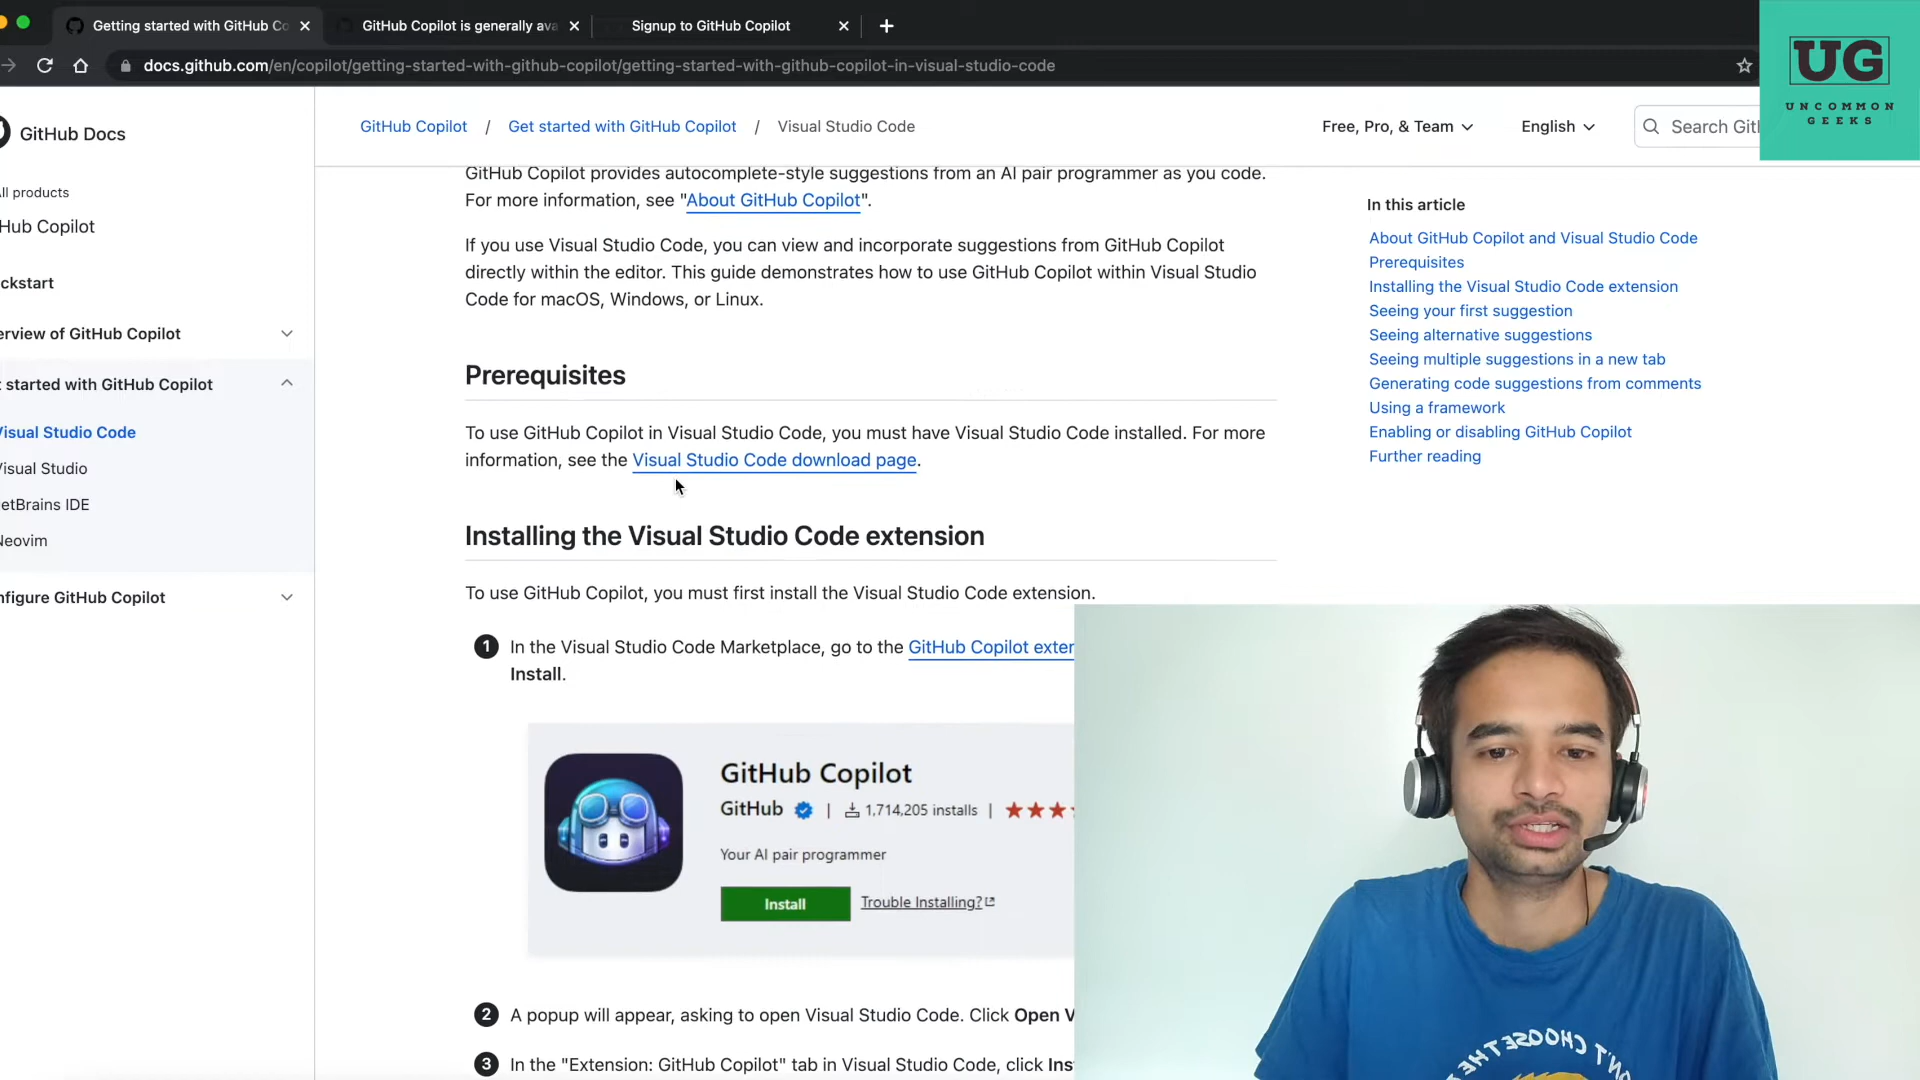 Getting started with GitHub Co
GitHub Copilot is generally ava
Signup to GitHub Copilot
docs.github.com/en/copilot/getting-started-with-github-copilot/getting-started-with-github-copilot-in-visual-studio-code
UG
UNCOMMON
GEEKS
GitHub Docs
GitHub Copilot / Get started with GitHub Copilot / Visual Studio Code
Free, Pro, & Team
English
Search Git
ll products
Hub Copilot
ckstart
erview of GitHub Copilot
t started with GitHub Copilot
Visual Studio Code
Visual Studio
etBrains IDE
Neovim
nfigure GitHub Copilot
GitHub Copilot provides autocomplete-style suggestions from an AI pair programmer as you code.
For more information, see "About GitHub Copilot".
If you use Visual Studio Code, you can view and incorporate suggestions from GitHub Copilot
directly within the editor. This guide demonstrates how to use GitHub Copilot within Visual Studio
Code for macOS, Windows, or Linux.
Prerequisites
To use GitHub Copilot in Visual Studio Code, you must have Visual Studio Code installed. For more
information, see the Visual Studio Code download page.
Installing the Visual Studio Code extension
To use GitHub Copilot, you must first install the Visual Studio Code extension.
1 In the Visual Studio Code Marketplace, go to the GitHub Copilot exter
Install.
GitHub Copilot
GitHub | 1,714,205 installs |
Your AI pair programmer
Install
Trouble Installing?
2 A popup will appear, asking to open Visual Studio Code. Click Open V
3 In the "Extension: GitHub Copilot" tab in Visual Studio Code, click Ins
In this article
About GitHub Copilot and Visual Studio Code
Prerequisites
Installing the Visual Studio Code extension
Seeing your first suggestion
Seeing alternative suggestions
Seeing multiple suggestions in a new tab
Generating code suggestions from comments
Using a framework
Enabling or disabling GitHub Copilot
Further reading
N'T CHOOSE THE